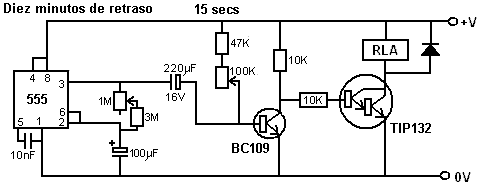 Diez minutos de retraso
15 secs
+V
220µF
47K
RLA
4 8
3
16V
100K
10K
555
1M
10K
3M
6
TIP132
5 1 2
BC109
10nF
+
100µF
0V